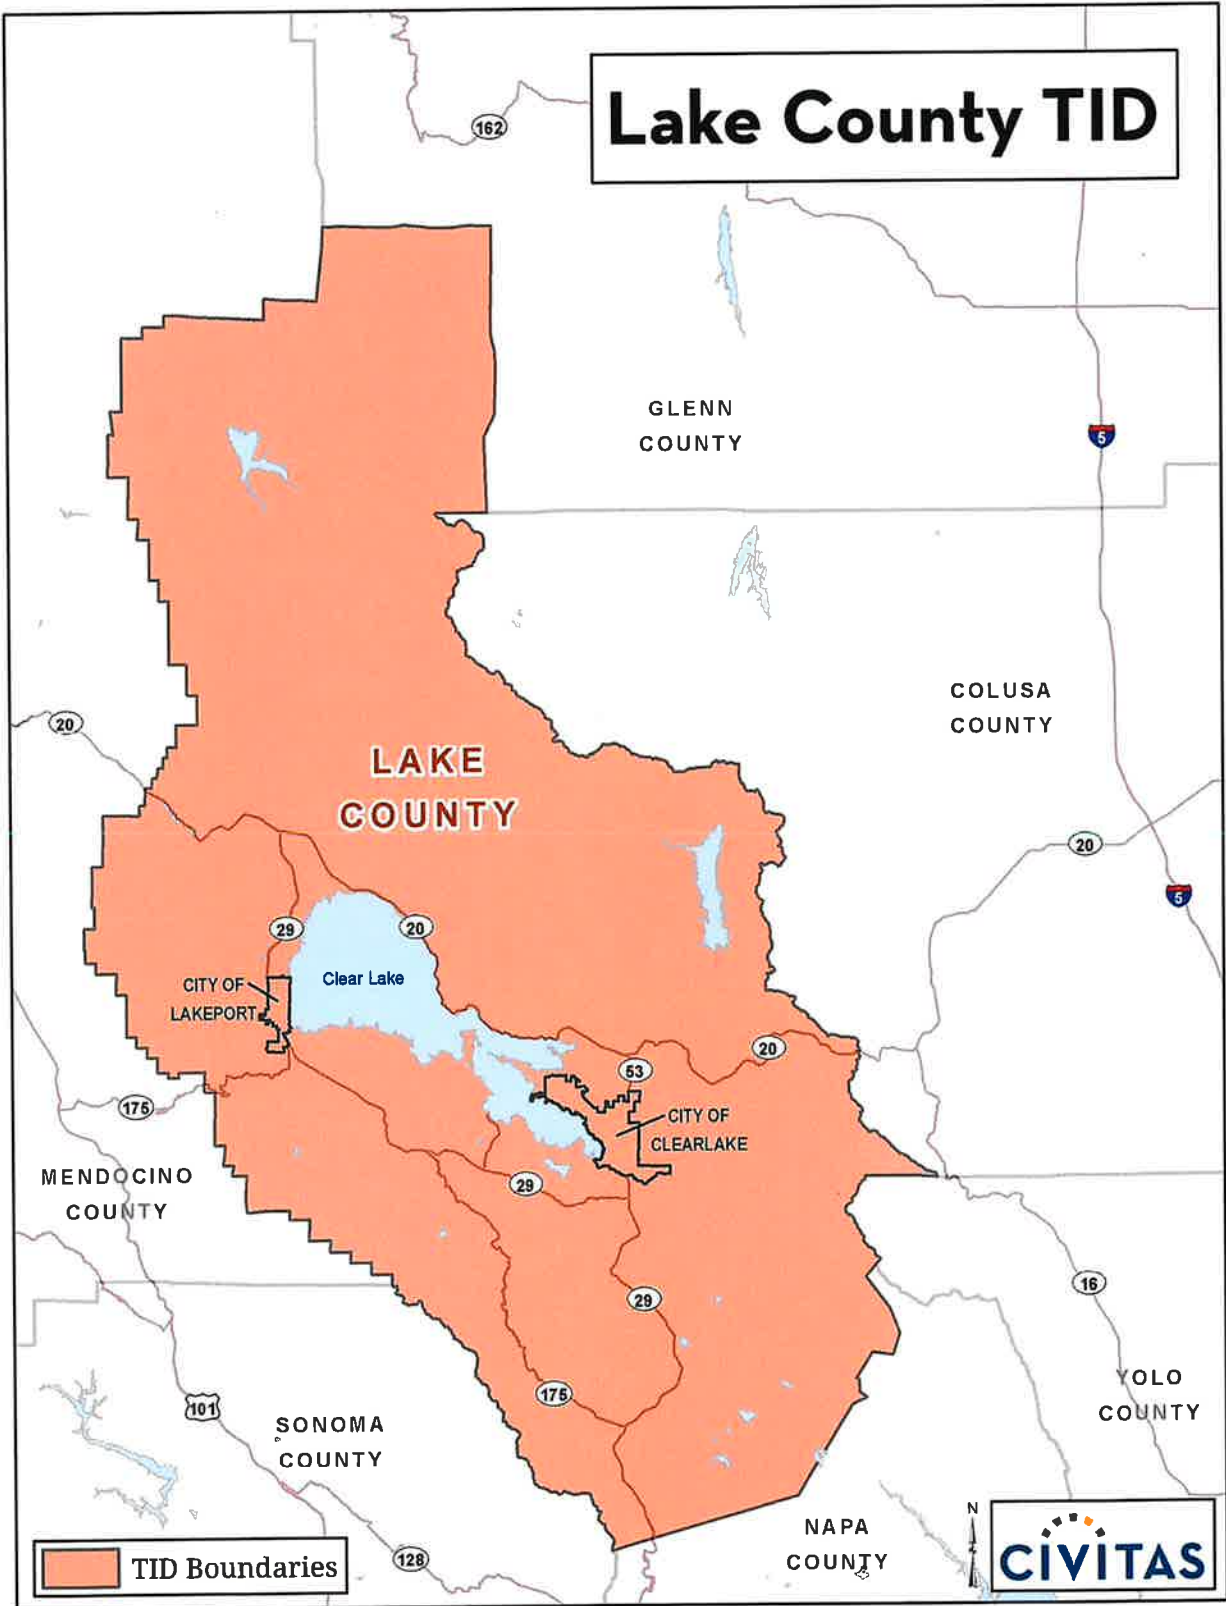 Lake County TID
162
GLENN
COUNTY
5
COLUSA
COUNTY
20
LAKE
COUNTY
20
5
29
20
Clear Lake
CITY OF
LAKEPORT
20
53
175
CITY OF
CLEARLAKE
MENDOCINO
COUNTY
29
16
29
YOLO
COUNTY
175
101
SONOMA
COUNTY
NAPA
COUNTY
N
CIVITAS
128
TID Boundaries